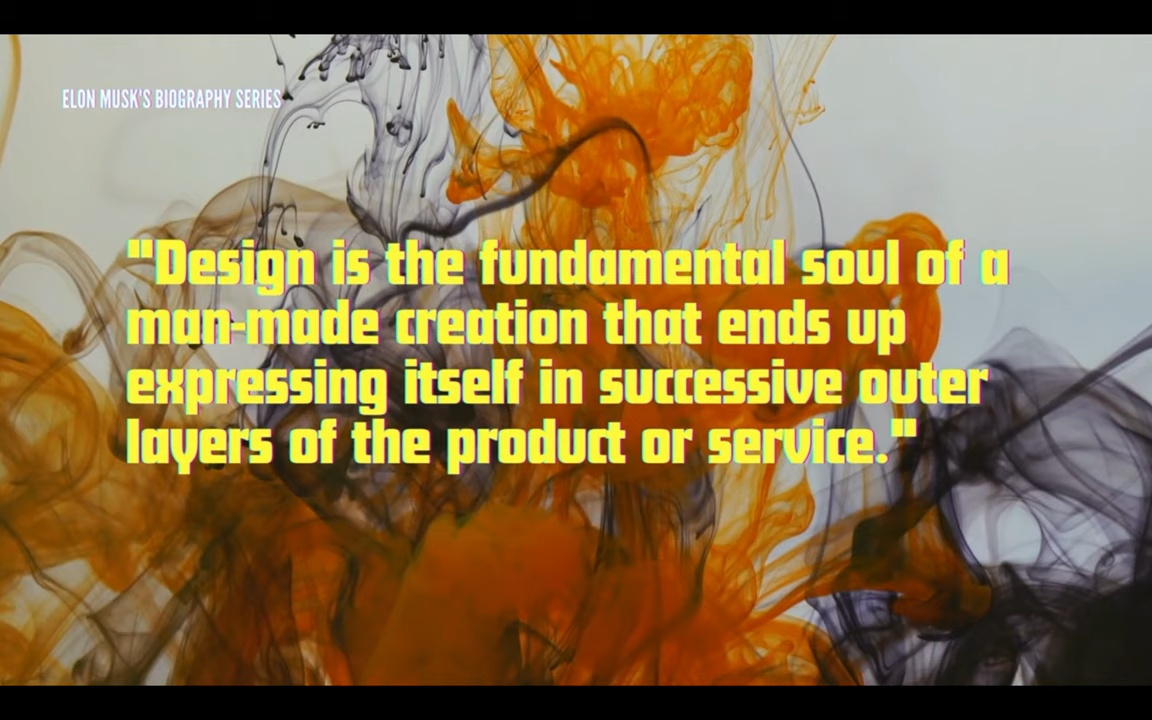 ELON MUSK'S BIOGRAPHY SERIES
"Design is the fundamental soul of a
man-made creation that ends up
expressing itself in successive outer
layers of the product or service."